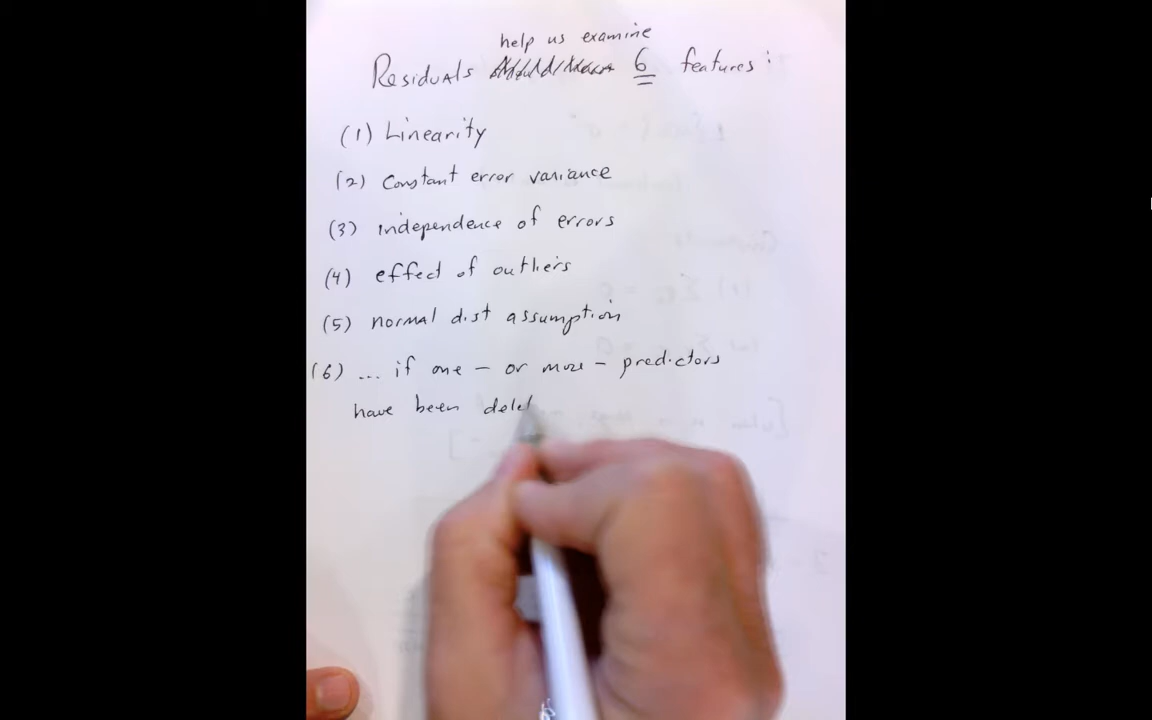 help us examine
Residuals 6 features:
(1) Linearity
(2) Constant error variance
(3) independence of errors
(4) effect of outliers
(5) normal dist assumption
(6) ... if one - or more - predictors
have been delet